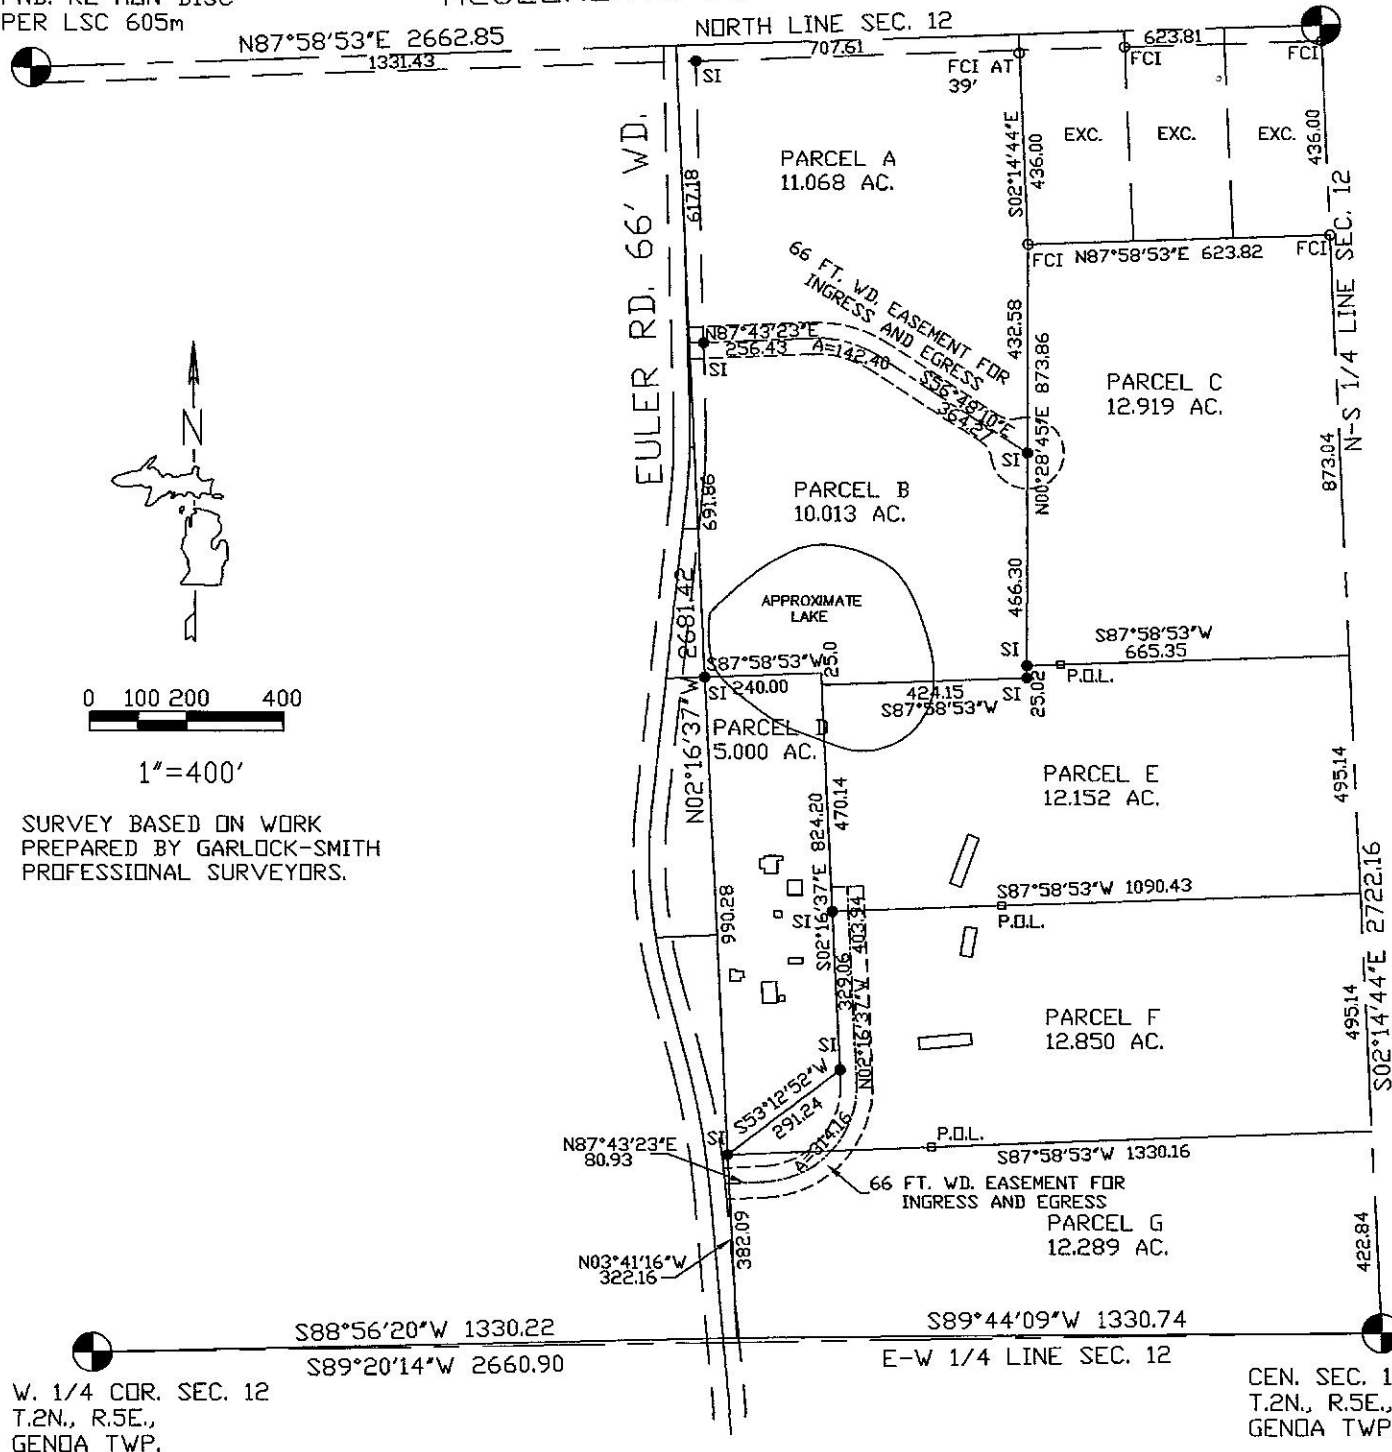 PER LSC 605m
N87°58'53"E 2662.85
1331.43
NORTH LINE SEC. 12
707.61
623.81
SI
FCI AT
39'
FCI
FCI
EULER RD. 66' WD.
617.18
PARCEL A
11.068 AC.
S02°14'44"E
436.00
EXC.
EXC.
EXC.
436.00
FCI
N87°58'53"E 623.82
FCI
N-S 1/4 LINE SEC. 12
66 FT. WD. EASEMENT FOR
INGRESS AND EGRESS
N87°43'23"E
256.43
A=142.40
S56°48'10"E
364.27
SI
SI
432.58
N00°28'45"E 873.86
PARCEL C
12.919 AC.
873.04
N
PARCEL B
10.013 AC.
691.86
2681.42
N02°16'37"W
APPROXIMATE
LAKE
466.30
SI
S87°58'53"W
665.35
P.O.L.
S87°58'53"W
240.00
SI
25.0
424.15
S87°58'53"W
SI
25.02
0 100 200 400
1"=400'
SURVEY BASED ON WORK
PREPARED BY GARLOCK-SMITH
PROFESSIONAL SURVEYORS.
PARCEL D
5.000 AC.
PARCEL E
12.152 AC.
495.14
S02°16'37"E 824.20
470.14
990.28
SI
S87°58'53"W 1090.43
P.O.L.
329.06
403.94
N02°16'37"W
PARCEL F
12.850 AC.
495.14
S02°14'44"E 2722.16
SI
S53°12'52"W
291.24
SI
A=314.16
P.O.L.
S87°58'53"W 1330.16
N87°43'23"E
80.93
66 FT. WD. EASEMENT FOR
INGRESS AND EGRESS
PARCEL G
12.289 AC.
422.84
382.09
N03°41'16"W
322.16
S88°56'20"W 1330.22
S89°20'14"W 2660.90
S89°44'09"W 1330.74
E-W 1/4 LINE SEC. 12
W. 1/4 COR. SEC. 12
T.2N., R.5E.,
GENOA TWP.
CEN. SEC. 1
T.2N., R.5E.,
GENOA TWP